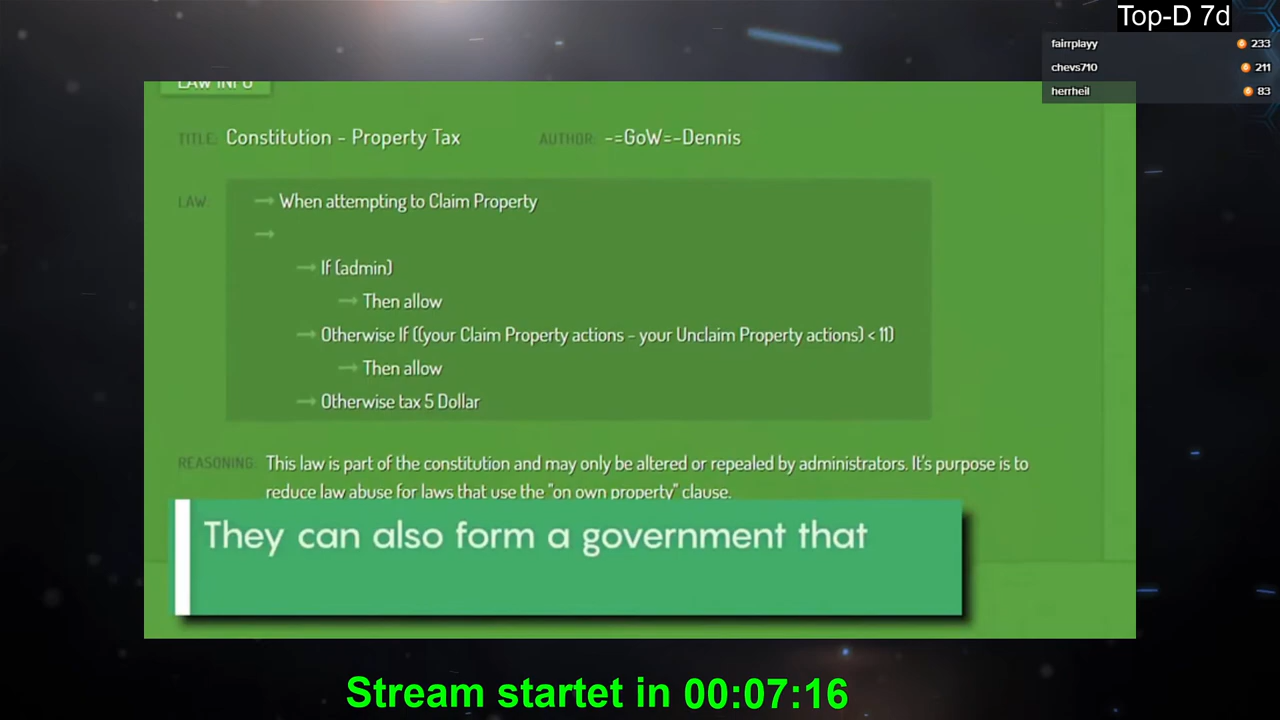 Top-D 7d
fairrplayy 233
chevs710 211
herrheil 83
LAW INFO
TITLE: Constitution - Property Tax AUTHOR: -=GoW=-Dennis
LAW: → When attempting to Claim Property
→
→ If (admin)
→ Then allow
→ Otherwise If ((your Claim Property actions - your Unclaim Property actions) < 11)
→ Then allow
→ Otherwise tax 5 Dollar
REASONING: This law is part of the constitution and may only be altered or repealed by administrators. It's purpose is to
reduce law abuse for laws that use the "on own property" clause.
They can also form a government that
Stream startet in 00:07:16